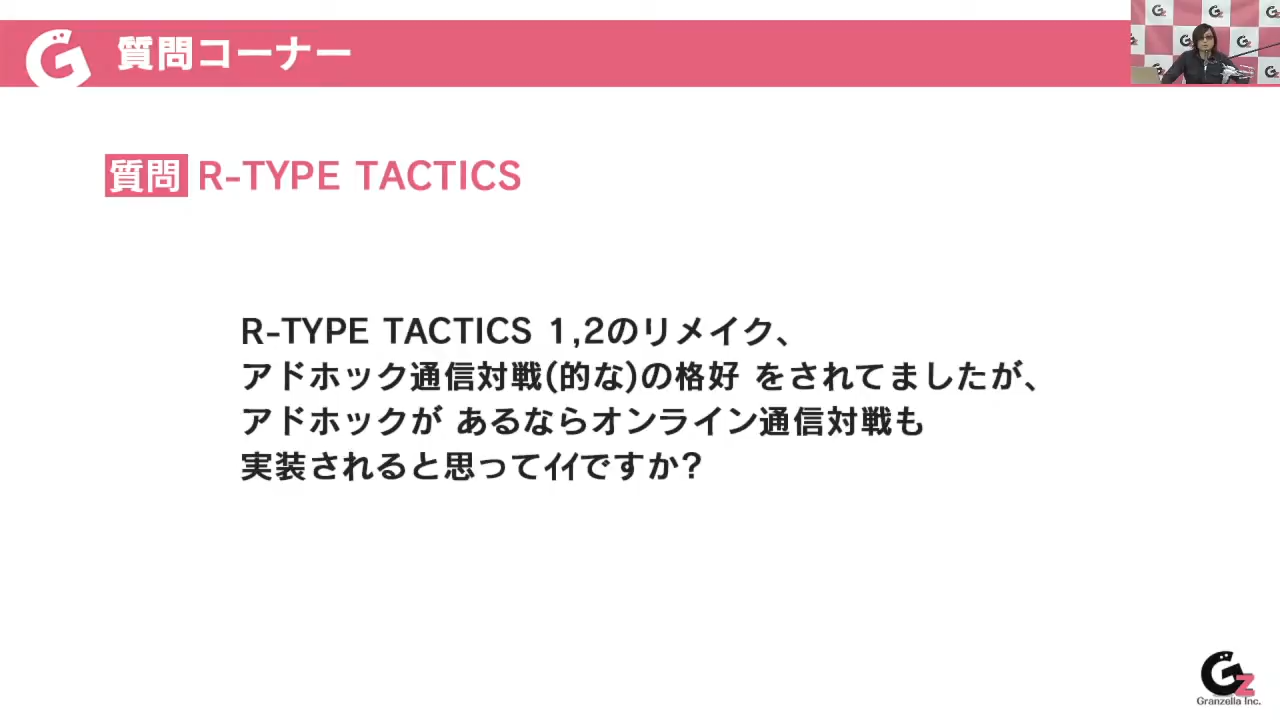 質問コーナー
質問 R-TYPE TACTICS
R-TYPE TACTICS 1,2のリメイク、
アドホック通信対戦(的な)の格好 をされてましたが、
アドホックが あるならオンライン通信対戦も
実装されると思ってイイですか?
Gz
Granzella Inc.